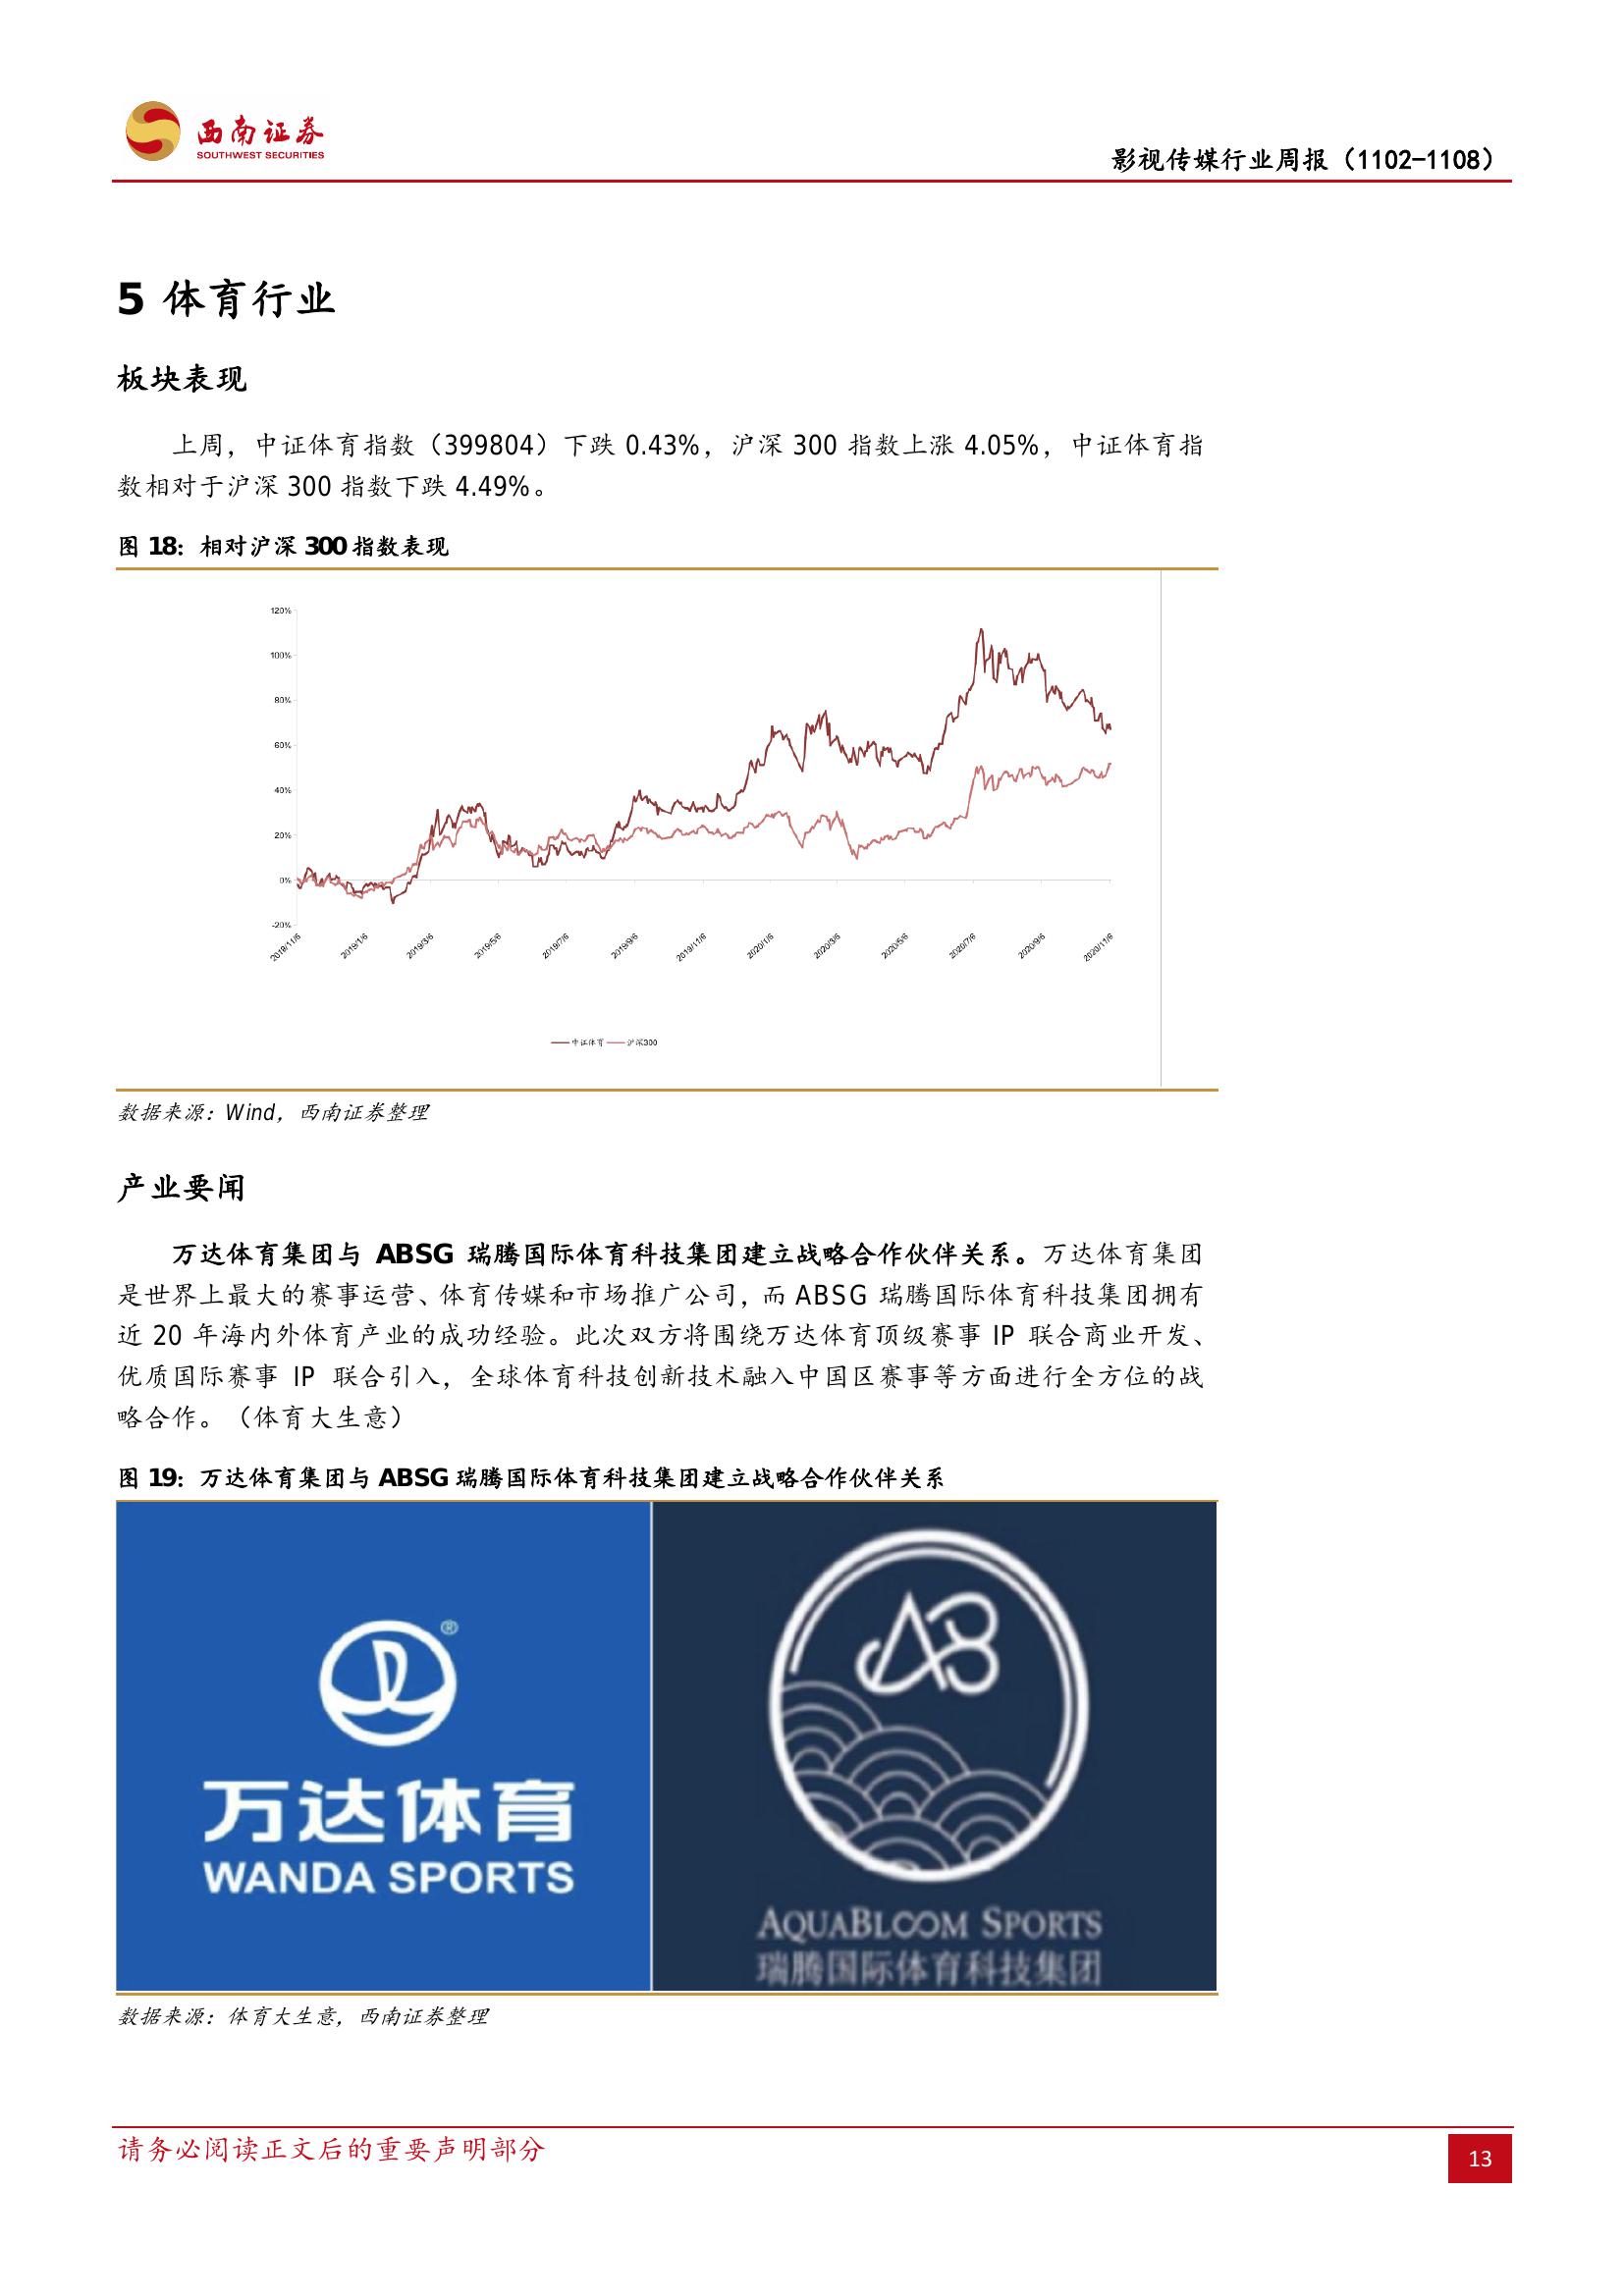 西南证券
SOUTHWEST SECURITIES
影视传媒行业周报（1102-1108）
5 体育行业
板块表现
上周，中证体育指数（399804）下跌 0.43%，沪深 300 指数上涨 4.05%，中证体育指
数相对于沪深 300 指数下跌 4.49%。
图 18：相对沪深 300 指数表现
120%
100%
80%
60%
40%
20%
0%
-20%
2018/11/6
2019/1/6
2019/3/6
2019/5/6
2019/7/6
2019/9/6
2019/11/6
2020/1/6
2020/3/6
2020/5/6
2020/7/6
2020/9/6
2020/11/6
中证体育 沪深300
数据来源：Wind，西南证券整理
产业要闻
万达体育集团与 ABSG 瑞腾国际体育科技集团建立战略合作伙伴关系。万达体育集团
是世界上最大的赛事运营、体育传媒和市场推广公司，而 ABSG 瑞腾国际体育科技集团拥有
近 20 年海内外体育产业的成功经验。此次双方将围绕万达体育顶级赛事 IP 联合商业开发、
优质国际赛事 IP 联合引入，全球体育科技创新技术融入中国区赛事等方面进行全方位的战
略合作。（体育大生意）
图 19：万达体育集团与 ABSG 瑞腾国际体育科技集团建立战略合作伙伴关系
®
万达体育
WANDA SPORTS
AB
AQUABLOOM SPORTS
瑞腾国际体育科技集团
数据来源：体育大生意，西南证券整理
请务必阅读正文后的重要声明部分
13